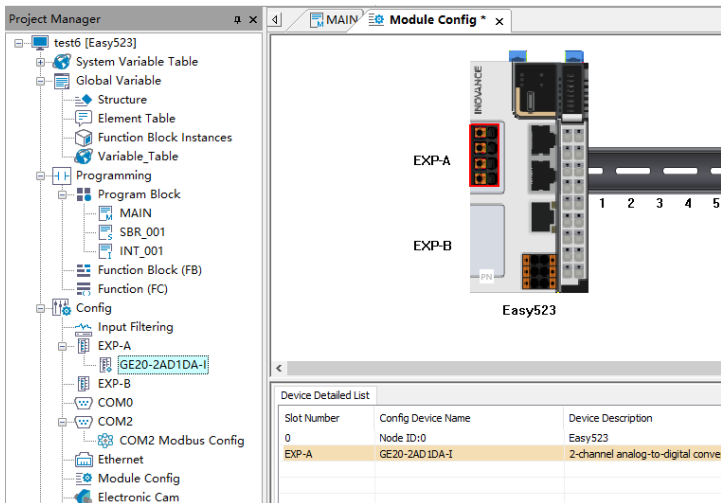 Project Manager
MAIN
Module Config *
test6 [Easy523]
System Variable Table
Global Variable
Structure
Element Table
Function Block Instances
Variable_Table
Programming
Program Block
MAIN
SBR_001
INT_001
Function Block (FB)
Function (FC)
Config
Input Filtering
EXP-A
GE20-2AD1DA-I
EXP-B
COM0
COM2
COM2 Modbus Config
Ethernet
Module Config
Electronic Cam
INOVANCE
EXP-A
EXP-B
PN
1 2 3 4 5
Easy523
Device Detailed List
Slot Number Config Device Name Device Description
0 Node ID:0 Easy523
EXP-A GE20-2AD1DA-I 2-channel analog-to-digital conve